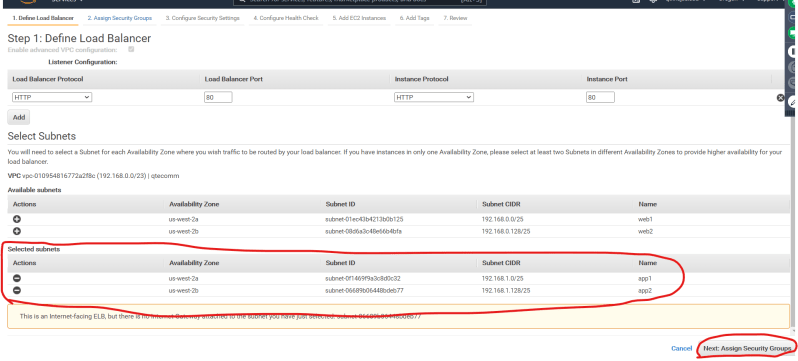 1. Define Load Balancer 2. Assign Security Groups 3. Configure Security Settings 4. Configure Health Check 5. Add EC2 Instances 6. Add Tags 7. Review
Step 1: Define Load Balancer
Enable advanced VPC configuration:
Listener Configuration:
Load Balancer Protocol Load Balancer Port Instance Protocol Instance Port
HTTP 80 HTTP 80
Add
Select Subnets
You will need to select a Subnet for each Availability Zone where you wish traffic to be routed by your load balancer. If you have instances in only one Availability Zone, please select at least two Subnets in different Availability Zones to provide higher availability for your
load balancer.
VPC vpc-010954816772a2f8c (192.168.0.0/23) | qtecomm
Available subnets
Actions Availability Zone Subnet ID Subnet CIDR Name
us-west-2a subnet-01ec43b4213b0b125 192.168.0.0/25 web1
us-west-2b subnet-08d6a3c48e66b4bfa 192.168.0.128/25 web2
Selected subnets
Actions Availability Zone Subnet ID Subnet CIDR Name
us-west-2a subnet-0f1469f9a3c8d0c32 192.168.1.0/25 app1
us-west-2b subnet-06689b06448bdeb77 192.168.1.128/25 app2
This is an Internet-facing ELB, but there is no Internet Gateway attached to the subnet you have just selected: subnet-06689b06448bdeb77
Cancel Next: Assign Security Groups